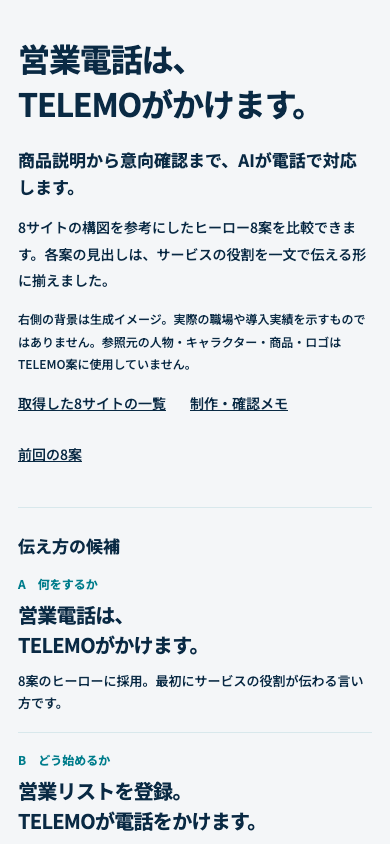 営業電話は、
TELEMOがかけます。
商品説明から意向確認まで、AIが電話で対応
します。
8サイトの構図を参考にしたヒーロー8案を比較できま
す。各案の見出しは、サービスの役割を一文で伝える形
に揃えました。
右側の背景は生成イメージ。実際の職場や導入実績を示すもので
はありません。参照元の人物・キャラクター・商品・ロゴは
TELEMO案に使用していません。
取得した8サイトの一覧 制作・確認メモ
前回の8案
伝え方の候補
A 何をするか
営業電話は、
TELEMOがかけます。
8案のヒーローに採用。最初にサービスの役割が伝わる言い
方です。
B どう始めるか
営業リストを登録。
TELEMOが電話をかけます。